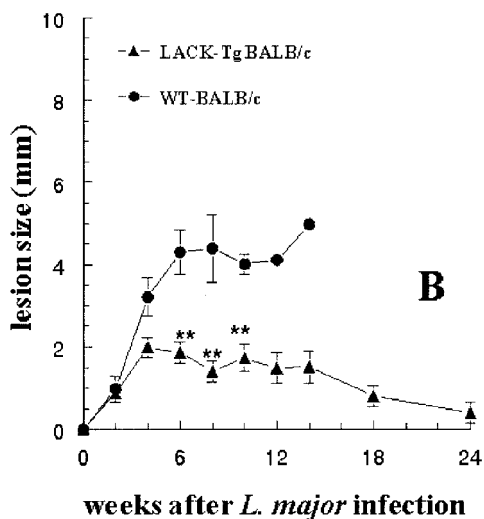 10
LACK-Tg BALB/c
WT-BALB/c
8
6
4
2
0
lesion size (mm)
B
**
**
**
0
6
12
18
24
weeks after L. major infection